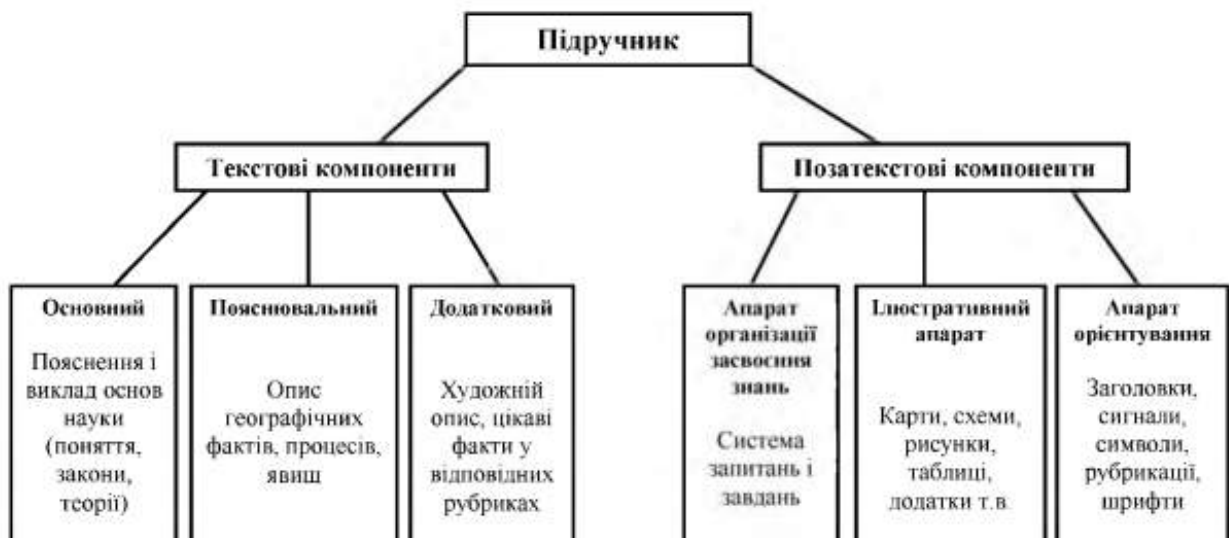 Підручник
Текстові компоненти
Позатекстові компоненти
Основний
Пояснення і
виклад основ
науки
(поняття,
закони,
теорії)
Пояснювальний
Опис
географічних
фактів, процесів,
явищ
Додатковий
Художній
опис, цікаві
факти у
відповідних
рубриках
Апарат
організації
засвоєння
знань
Система
запитань і
завдань
Ілюстративний
апарат
Карти, схеми,
рисунки,
таблиці,
додатки т.в.
Апарат
орієнтування
Заголовки,
сигнали,
символи,
рубрикації,
шрифти